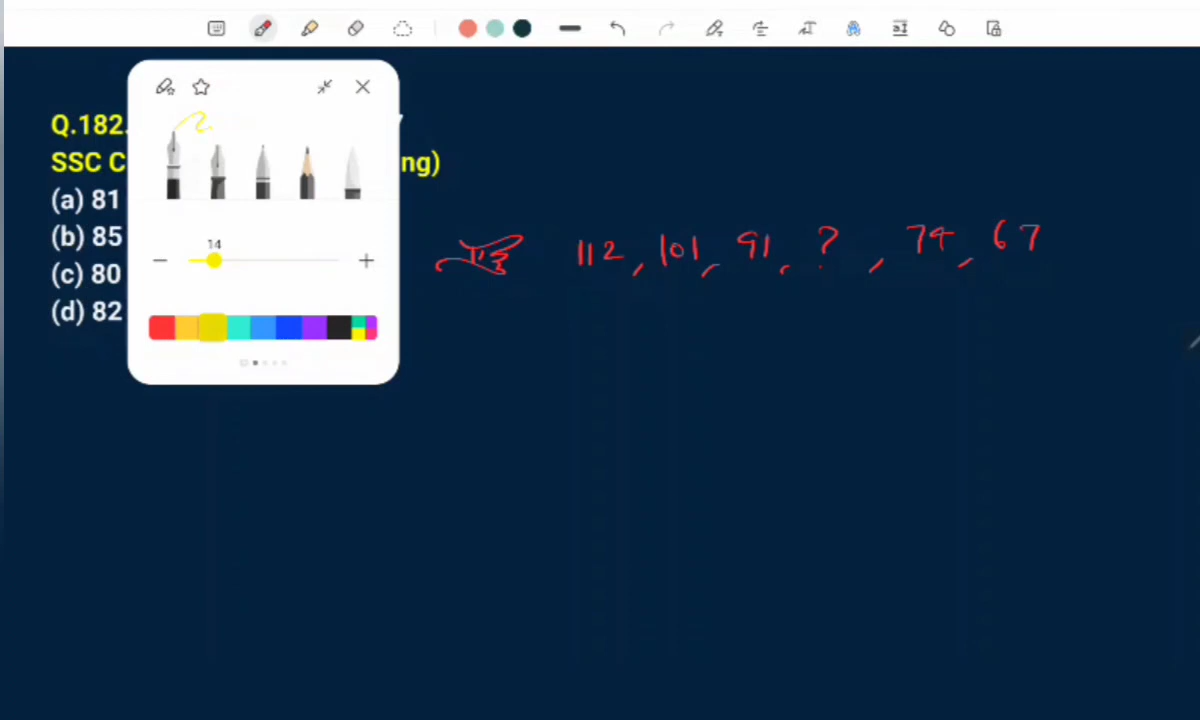 Q.182.
SSC C ng)
(a) 81
(b) 85
(c) 80
(d) 82
14
112, 101, 91, ?, 74, 67